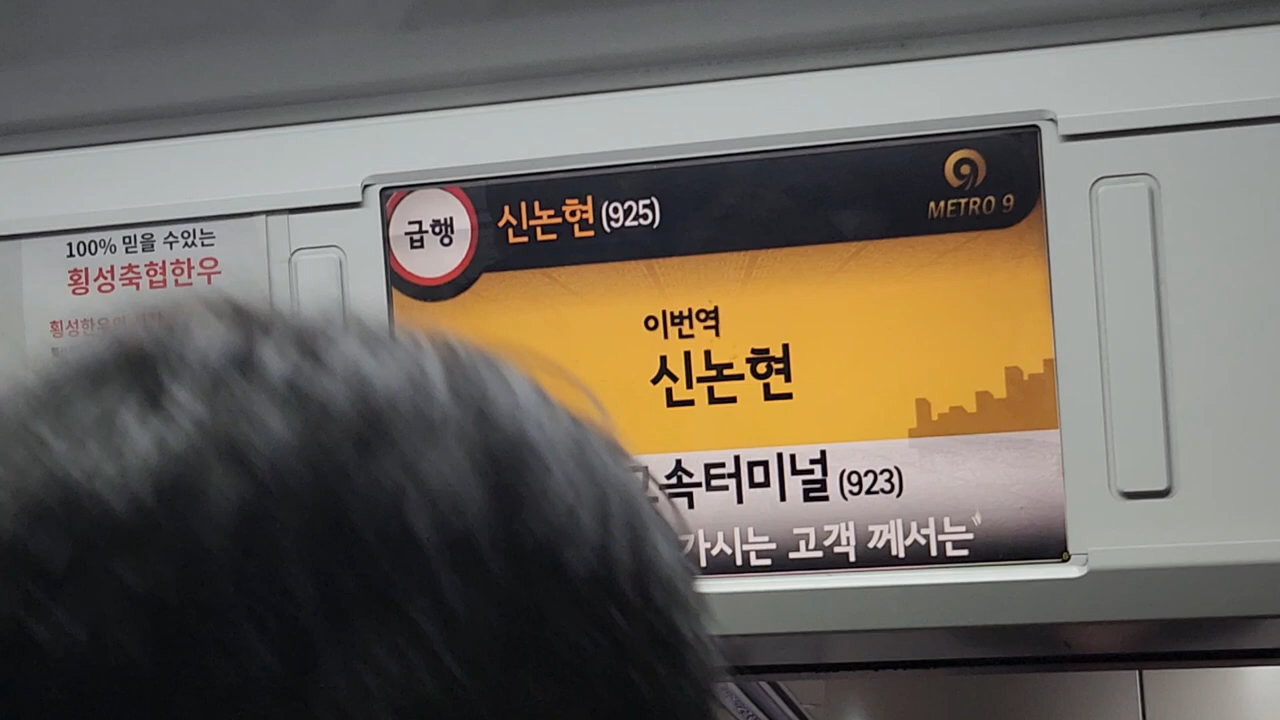 100% 믿을 수있는
횡성축협한우
급행
신논현 (925)
METRO 9
이번역
신논현
속터미널 (923)
가시는 고객 께서는